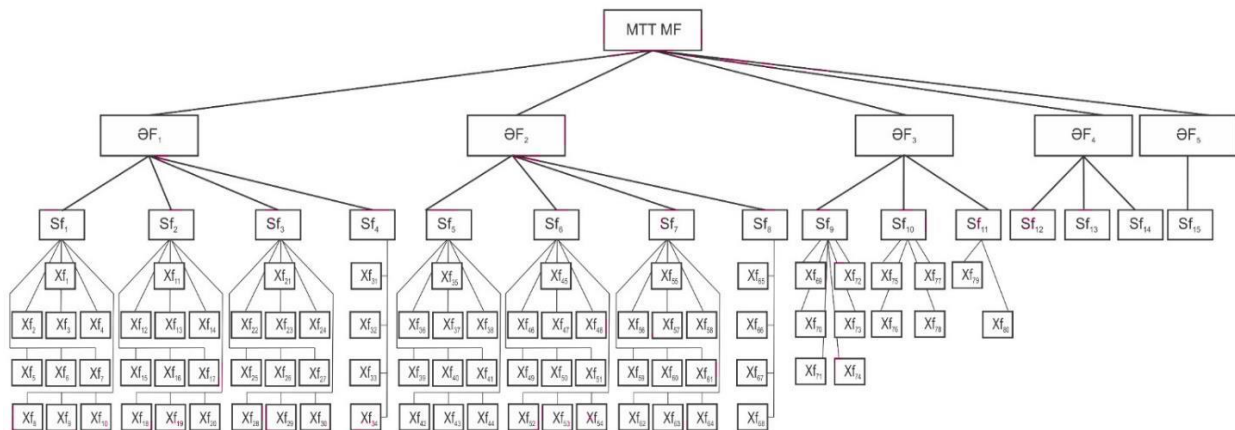 MTT MF
ƏF₁ ƏF₂ ƏF₃ ƏF₄ ƏF₅
Sf₁ Sf₂ Sf₃ Sf₄ Sf₅ Sf₆ Sf₇ Sf₈ Sf₉ Sf₁₀ Sf₁₁ Sf₁₂ Sf₁₃ Sf₁₄ Sf₁₅
Xf₁ Xf₁₁ Xf₂₁ Xf₃₁ Xf₃₅ Xf₄₅ Xf₅₅ Xf₆₅ Xf₆₉ Xf₇₂ Xf₇₅ Xf₇₇ Xf₇₉
Xf₂ Xf₃ Xf₄ Xf₁₂ Xf₁₃ Xf₁₄ Xf₂₂ Xf₂₃ Xf₂₄ Xf₃₂ Xf₃₆ Xf₃₇ Xf₃₈ Xf₄₆ Xf₄₇ Xf₄₈ Xf₅₆ Xf₅₇ Xf₅₈ Xf₆₆ Xf₇₀ Xf₇₃ Xf₇₆ Xf₇₈ Xf₈₀
Xf₅ Xf₆ Xf₇ Xf₁₅ Xf₁₆ Xf₁₇ Xf₂₅ Xf₂₆ Xf₂₇ Xf₃₃ Xf₃₉ Xf₄₀ Xf₄₁ Xf₄₉ Xf₅₀ Xf₅₁ Xf₅₉ Xf₆₀ Xf₆₁ Xf₆₇ Xf₇₁ Xf₇₄
Xf₈ Xf₉ Xf₁₀ Xf₁₈ Xf₁₉ Xf₂₀ Xf₂₈ Xf₂₉ Xf₃₀ Xf₃₄ Xf₄₂ Xf₄₃ Xf₄₄ Xf₅₂ Xf₅₃ Xf₅₄ Xf₆₂ Xf₆₃ Xf₆₄ Xf₆₈